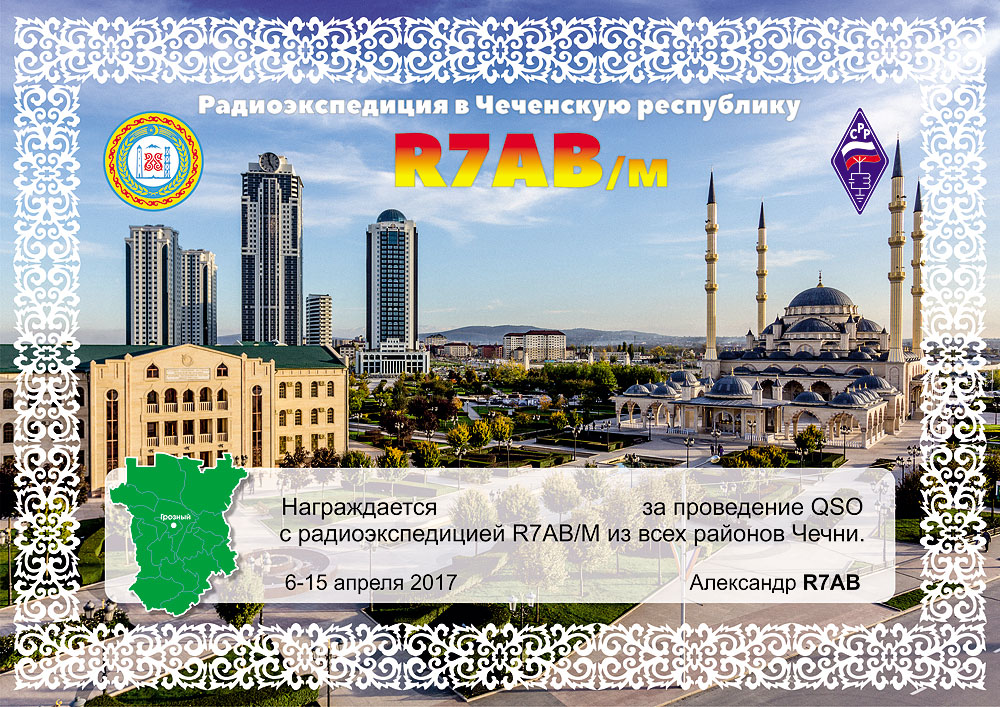 Радиоэкспедиция в Чеченскую республику
R7AB/M
СРР
Грозный
Награждается за проведение QSO
с радиоэкспедицией R7AB/M из всех районов Чечни.
6-15 апреля 2017 Александр R7AB